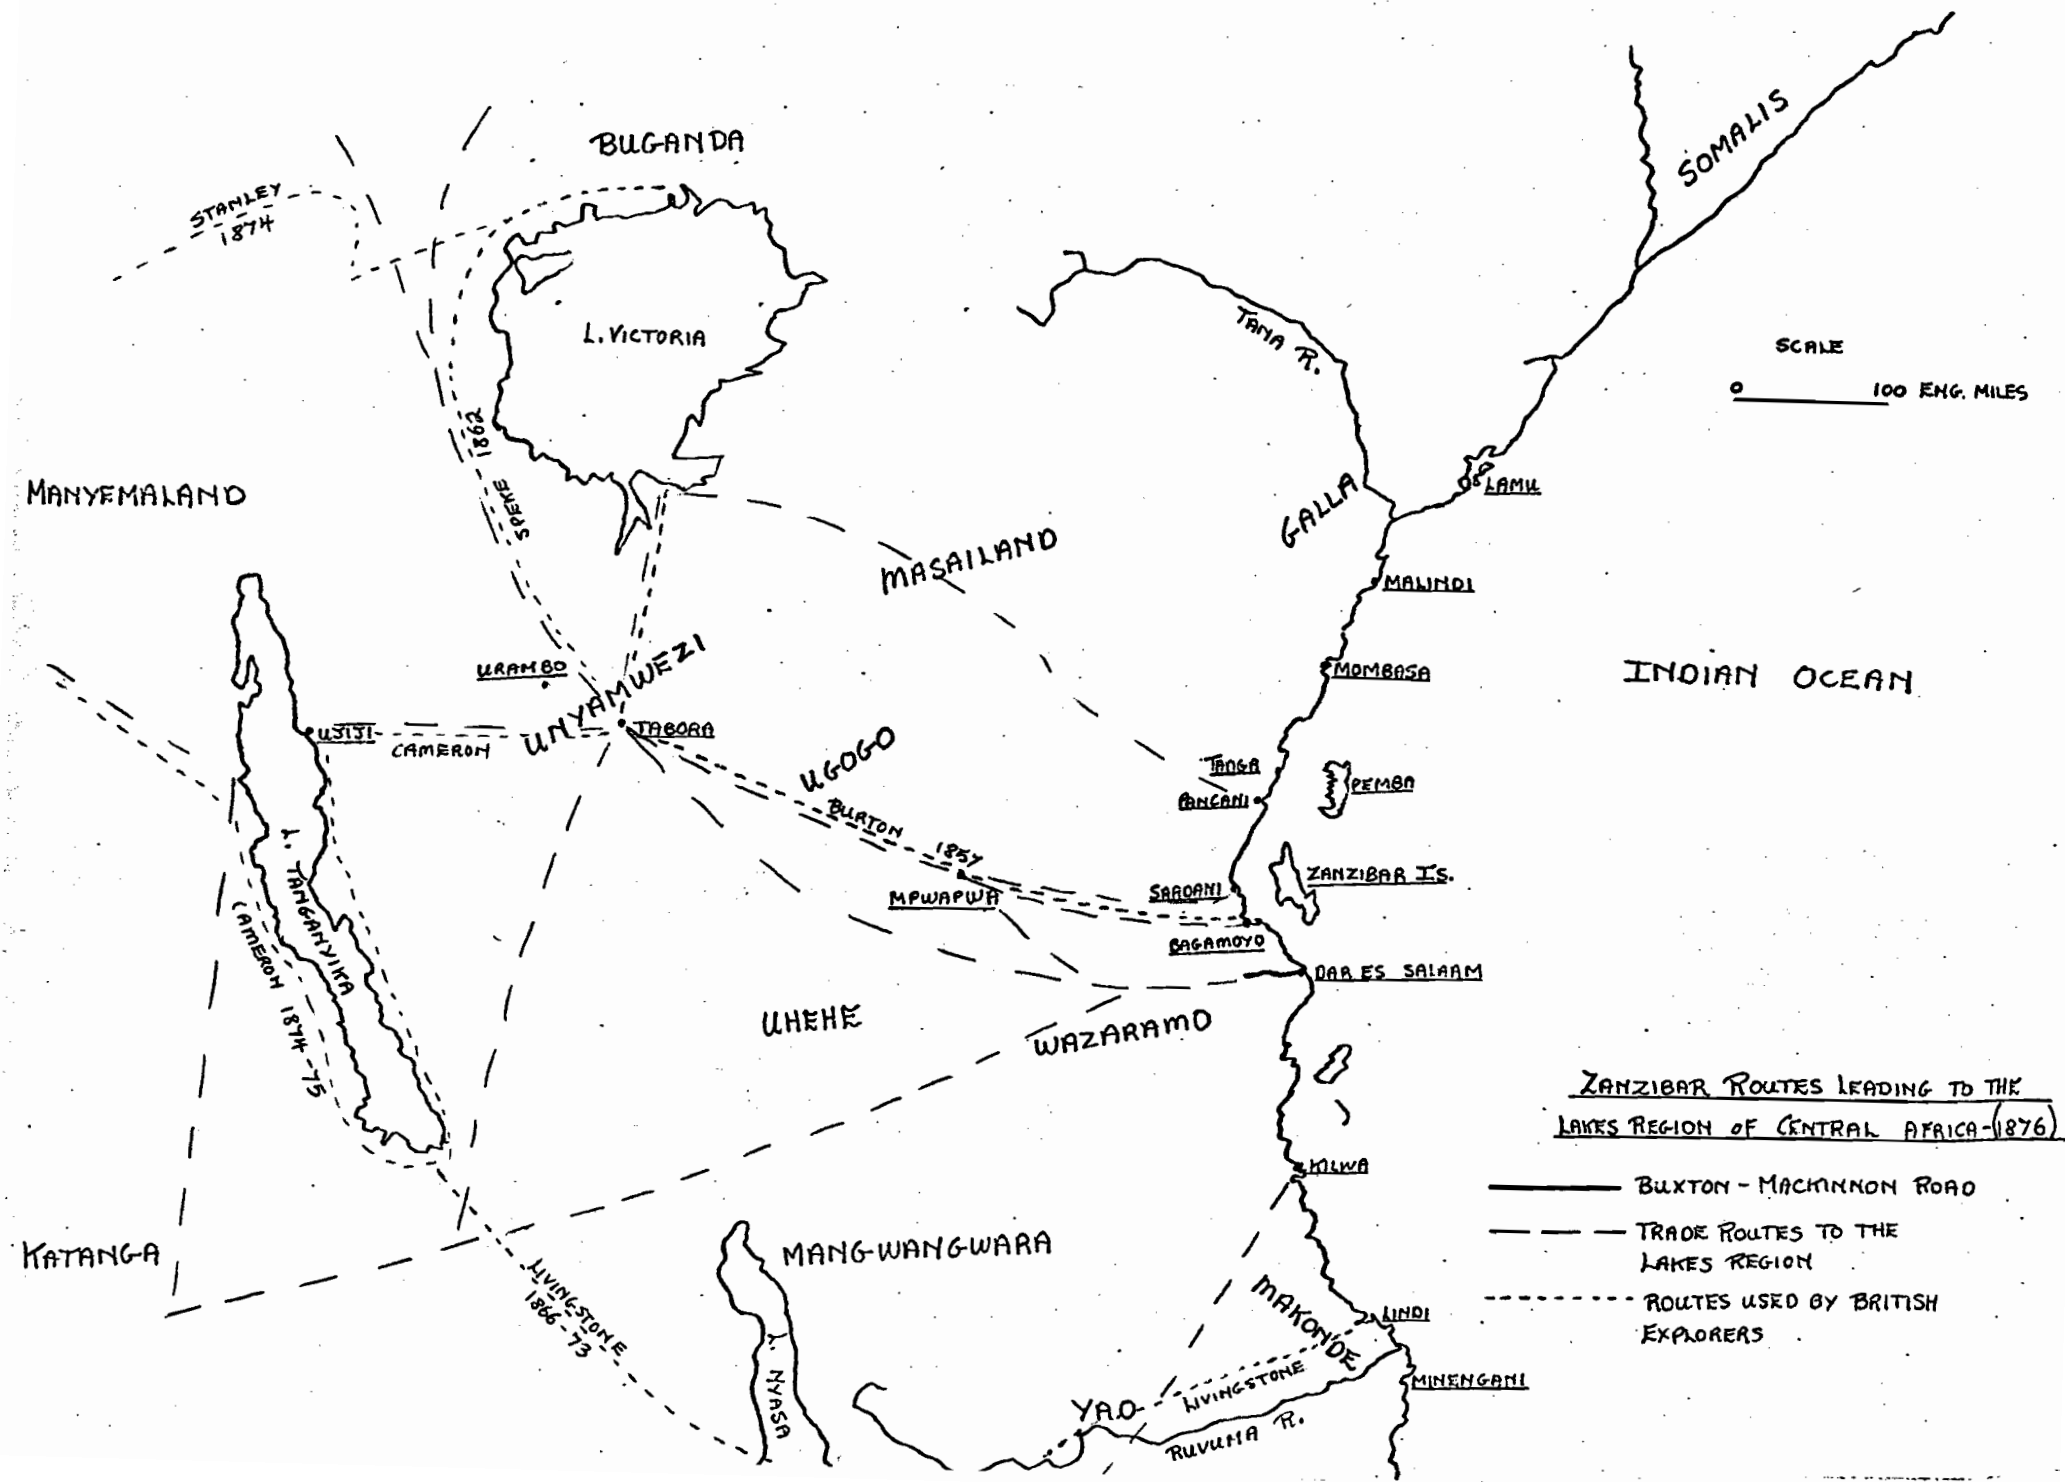 BUGANDA
SOMALIS
STANLEY
1874
L. VICTORIA
TANA R.
SCALE
0 100 ENG. MILES
1862
SPEKE
MANYEMALAND
GALLA
LAMU
MASAILAND
MALINDI
URAMBO
UNYAMWEZI
MOMBASA
INDIAN OCEAN
UJIJI
CAMERON
TABORA
UGOGO
TANGA
PANGANI
PEMBA
BURTON
1857
MPWAPWA
SAADANI
ZANZIBAR IS.
BAGAMOYO
L. TANGANYIKA
CAMERON 1874-75
DAR ES SALAAM
UHEHE
WAZARAMO
ZANZIBAR ROUTES LEADING TO THE
LAKES REGION OF CENTRAL AFRICA-(1876)
KILWA
BUXTON - MACKINNON ROAD
TRADE ROUTES TO THE
LAKES REGION
ROUTES USED BY BRITISH
EXPLORERS.
KATANGA
MANGWANGWARA
LIVINGSTONE
1866-73
L. NYASA
MAKONDE
LINDI
LIVINGSTONE
MINENGANI
YAO
RUVUMA R.